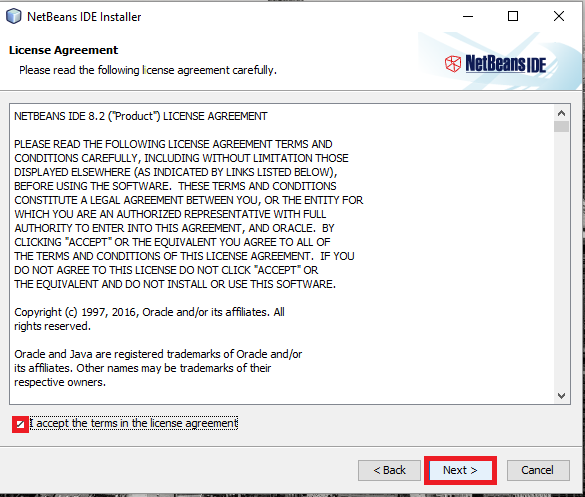 NetBeans IDE Installer
License Agreement
Please read the following license agreement carefully.
NetBeans IDE
NETBEANS IDE 8.2 ("Product") LICENSE AGREEMENT
PLEASE READ THE FOLLOWING LICENSE AGREEMENT TERMS AND
CONDITIONS CAREFULLY, INCLUDING WITHOUT LIMITATION THOSE
DISPLAYED ELSEWHERE (AS INDICATED BY LINKS LISTED BELOW),
BEFORE USING THE SOFTWARE.  THESE TERMS AND CONDITIONS
CONSTITUTE A LEGAL AGREEMENT BETWEEN YOU, OR THE ENTITY FOR
WHICH YOU ARE AN AUTHORIZED REPRESENTATIVE WITH FULL
AUTHORITY TO ENTER INTO THIS AGREEMENT, AND ORACLE.  BY
CLICKING "ACCEPT" OR THE EQUIVALENT YOU AGREE TO ALL OF
THE TERMS AND CONDITIONS OF THIS LICENSE AGREEMENT.  IF YOU
DO NOT AGREE TO THIS LICENSE DO NOT CLICK "ACCEPT" OR
THE EQUIVALENT AND DO NOT INSTALL OR USE THIS SOFTWARE.
Copyright (c) 1997, 2016, Oracle and/or its affiliates. All
rights reserved.
Oracle and Java are registered trademarks of Oracle and/or
its affiliates. Other names may be trademarks of their
respective owners.
I accept the terms in the license agreement
< Back
Next >
Cancel